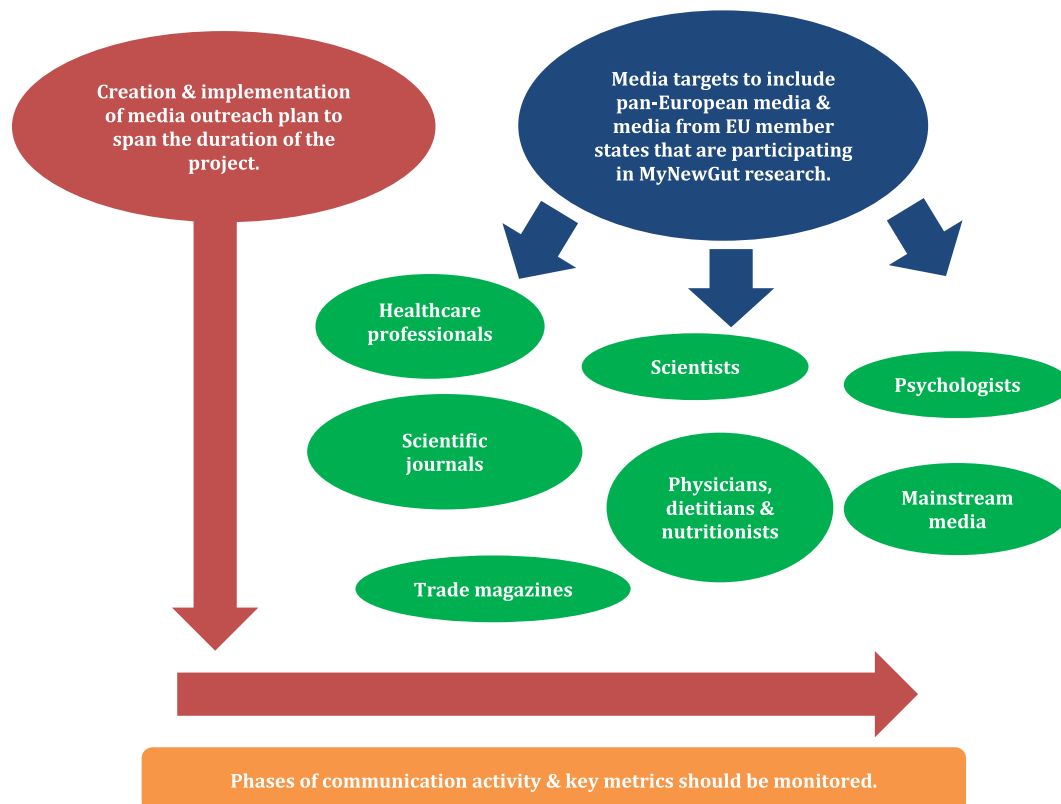 Creation & implementation
of media outreach plan to
span the duration of the
project.
Media targets to include
pan-European media &
media from EU member
states that are participating
in MyNewGut research.
Healthcare
professionals
Scientists
Psychologists
Scientific
journals
Physicians,
dietitians &
nutritionists
Mainstream
media
Trade magazines
Phases of communication activity & key metrics should be monitored.